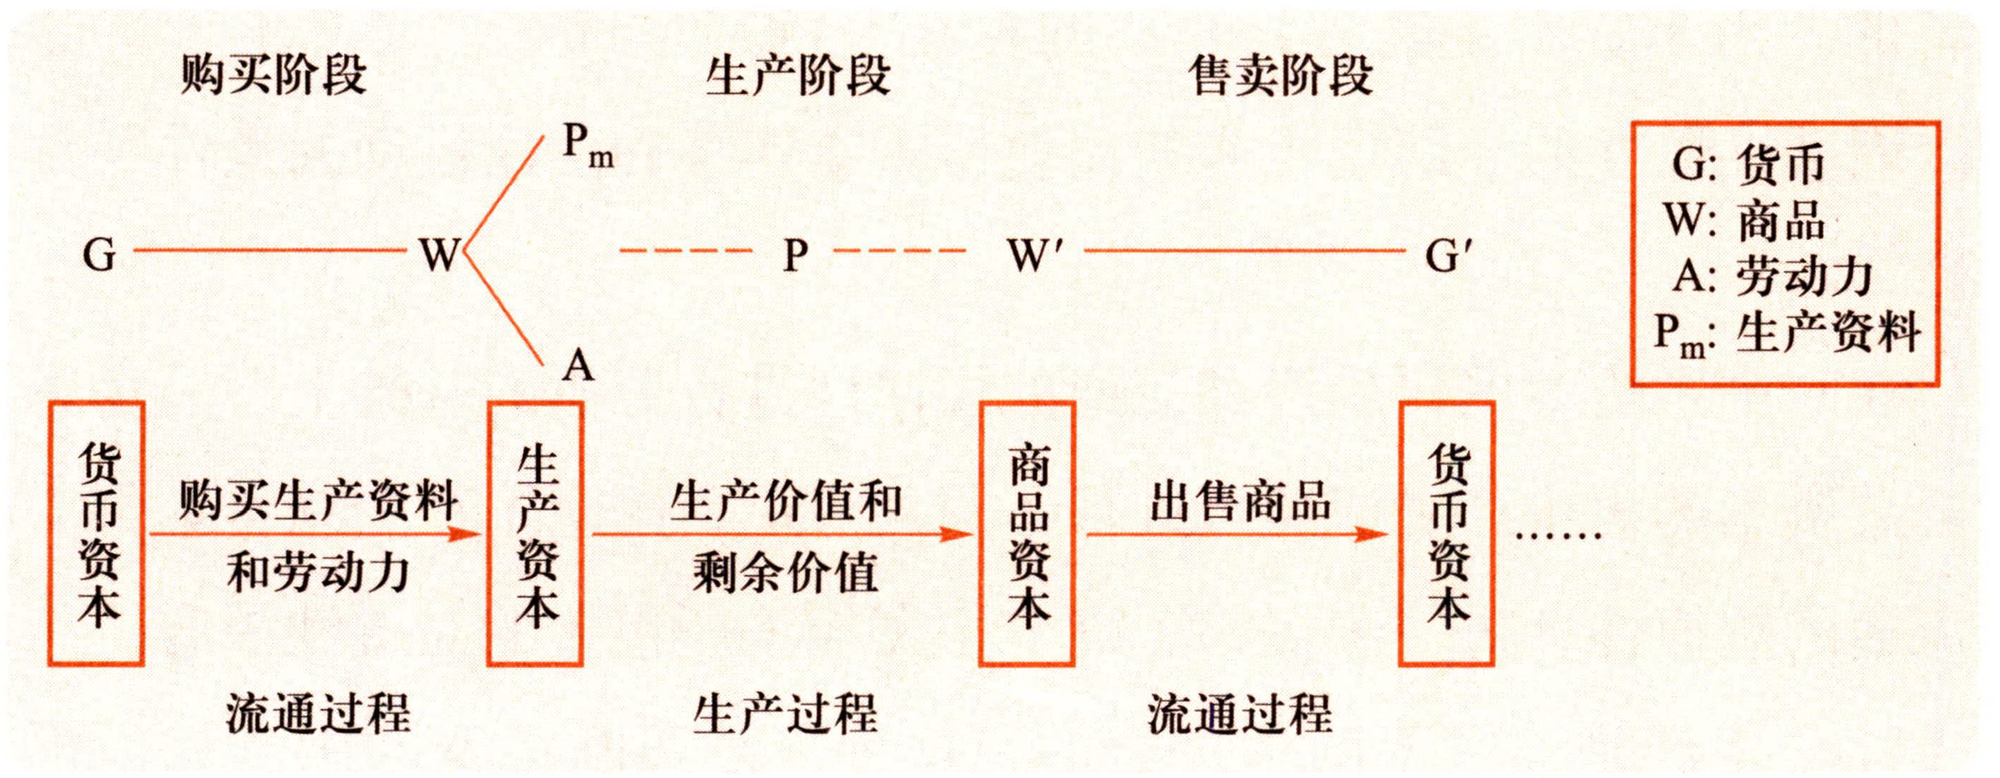 购买阶段 生产阶段 售卖阶段
Pm
G W P W′ G′
A
G: 货币
W: 商品
A: 劳动力
Pm: 生产资料
货币资本
购买生产资料
和劳动力
生产资本
生产价值和
剩余价值
商品资本
出售商品
货币资本
……
流通过程 生产过程 流通过程